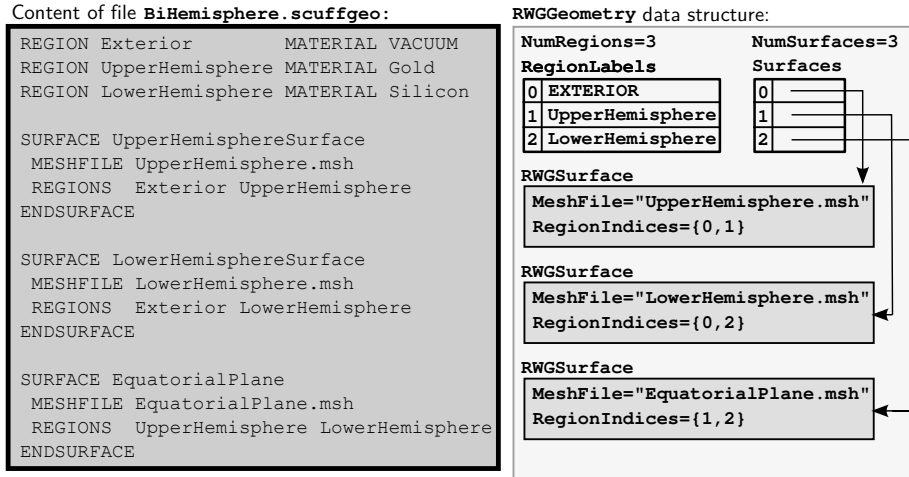 Content of file BiHemisphere.scuffgeo:
REGION Exterior MATERIAL VACUUM
REGION UpperHemisphere MATERIAL Gold
REGION LowerHemisphere MATERIAL Silicon
SURFACE UpperHemisphereSurface
MESHFILE UpperHemisphere.msh
REGIONS Exterior UpperHemisphere
ENDSURFACE
SURFACE LowerHemisphereSurface
MESHFILE LowerHemisphere.msh
REGIONS Exterior LowerHemisphere
ENDSURFACE
SURFACE EquatorialPlane
MESHFILE EquatorialPlane.msh
REGIONS UpperHemisphere LowerHemisphere
ENDSURFACE
RWGGeometry data structure:
NumRegions=3 NumSurfaces=3
RegionLabels Surfaces
0 EXTERIOR 0
1 UpperHemisphere 1
2 LowerHemisphere 2
RWGSurface
MeshFile="UpperHemisphere.msh"
RegionIndices={0,1}
RWGSurface
MeshFile="LowerHemisphere.msh"
RegionIndices={0,2}
RWGSurface
MeshFile="EquatorialPlane.msh"
RegionIndices={1,2}